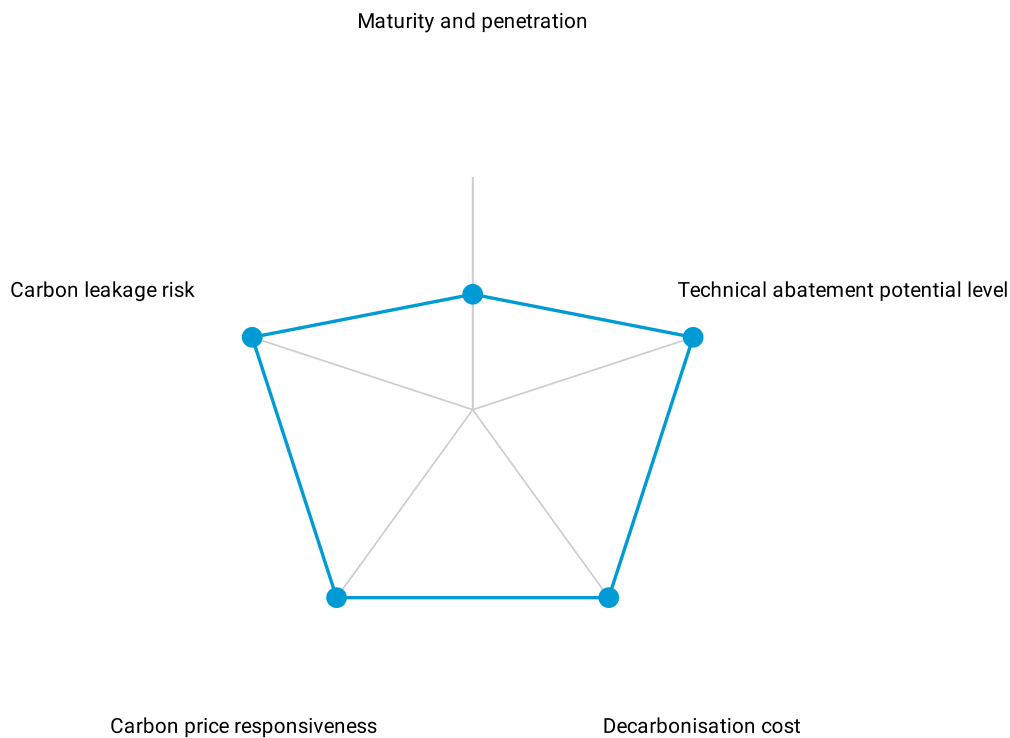 Maturity and penetration
Carbon leakage risk
Technical abatement potential level
Carbon price responsiveness
Decarbonisation cost